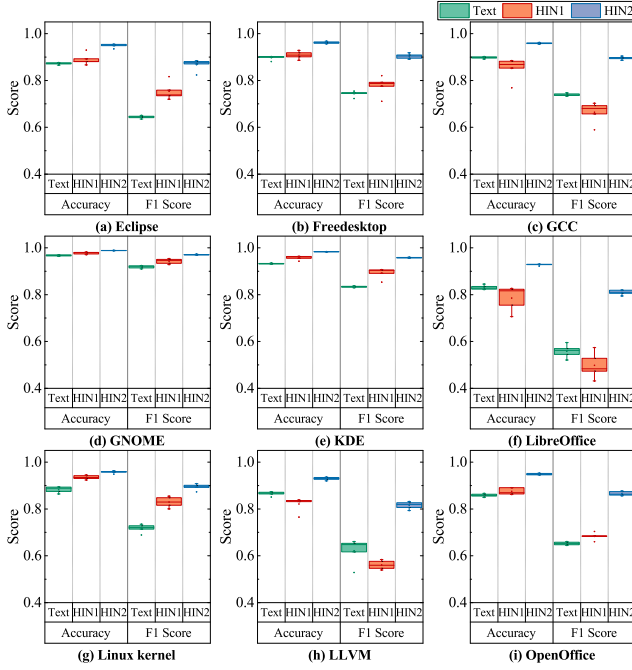 Text HIN1 HIN2
1.0 1.0 1.0
0.8 0.8 0.8
Score Score Score
0.6 0.6 0.6
0.4 0.4 0.4
Text HIN1 HIN2 Text HIN1 HIN2 Text HIN1 HIN2 Text HIN1 HIN2 Text HIN1 HIN2 Text HIN1 HIN2
Accuracy F1 Score Accuracy F1 Score Accuracy F1 Score
(a) Eclipse (b) Freedesktop (c) GCC
1.0 1.0 1.0
0.8 0.8 0.8
Score Score Score
0.6 0.6 0.6
0.4 0.4 0.4
Text HIN1 HIN2 Text HIN1 HIN2 Text HIN1 HIN2 Text HIN1 HIN2 Text HIN1 HIN2 Text HIN1 HIN2
Accuracy F1 Score Accuracy F1 Score Accuracy F1 Score
(d) GNOME (e) KDE (f) LibreOffice
1.0 1.0 1.0
0.8 0.8 0.8
Score Score Score
0.6 0.6 0.6
0.4 0.4 0.4
Text HIN1 HIN2 Text HIN1 HIN2 Text HIN1 HIN2 Text HIN1 HIN2 Text HIN1 HIN2 Text HIN1 HIN2
Accuracy F1 Score Accuracy F1 Score Accuracy F1 Score
(g) Linux kernel (h) LLVM (i) OpenOffice